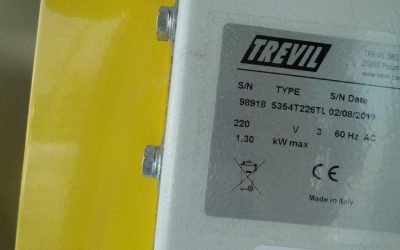 TREVIL
TREVIL
S/N TYPE S/N Date
98918 5354T226TL 02/08/2019
220 V 3 60 Hz AC
1.30 kW max
CE
Made in Italy